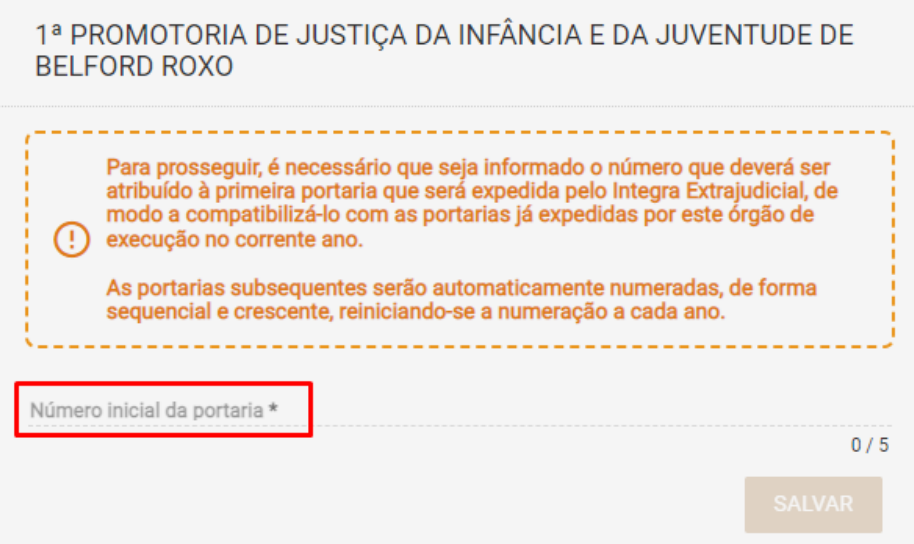 1ª PROMOTORIA DE JUSTIÇA DA INFÂNCIA E DA JUVENTUDE DE
BELFORD ROXO
Para prosseguir, é necessário que seja informado o número que deverá ser
atribuído à primeira portaria que será expedida pelo Integra Extrajudicial, de
modo a compatibilizá-lo com as portarias já expedidas por este órgão de
execução no corrente ano.
As portarias subsequentes serão automaticamente numeradas, de forma
sequencial e crescente, reiniciando-se a numeração a cada ano.
Número inicial da portaria *
0 / 5
SALVAR